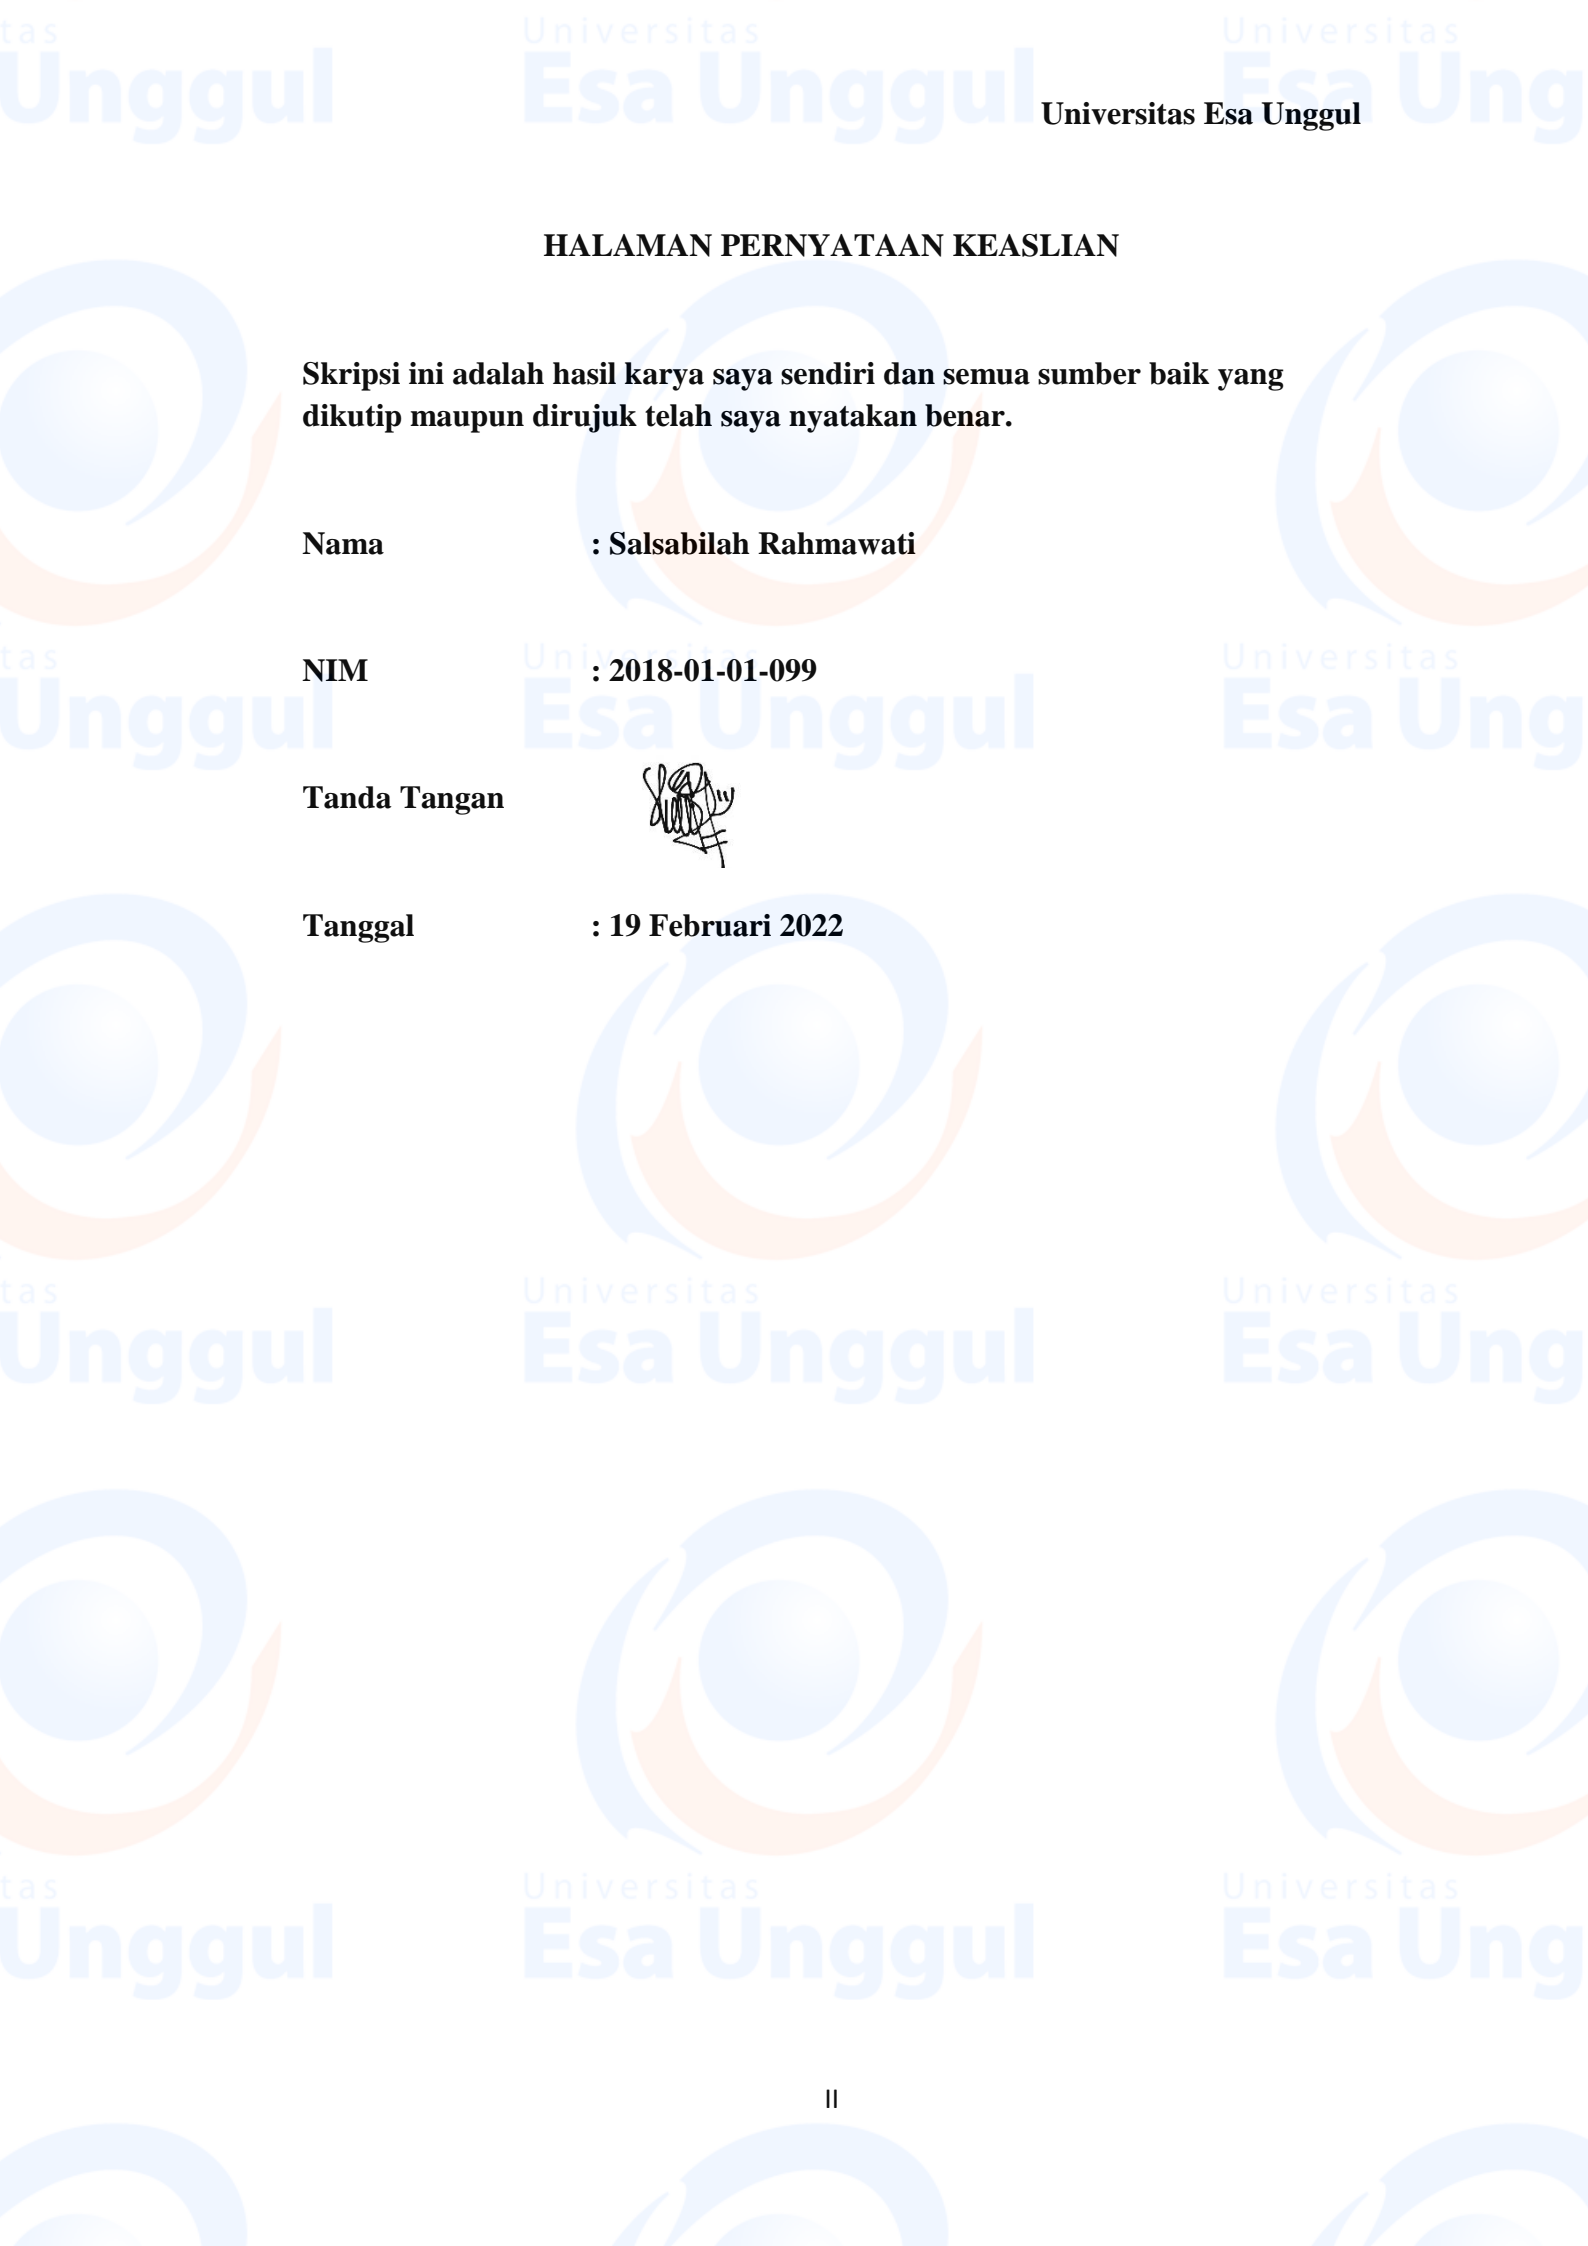 Universitas Esa Unggul
HALAMAN PERNYATAAN KEASLIAN
Skripsi ini adalah hasil karya saya sendiri dan semua sumber baik yang
dikutip maupun dirujuk telah saya nyatakan benar.
Nama : Salsabilah Rahmawati
NIM : 2018-01-01-099
Tanda Tangan
Tanggal : 19 Februari 2022
II